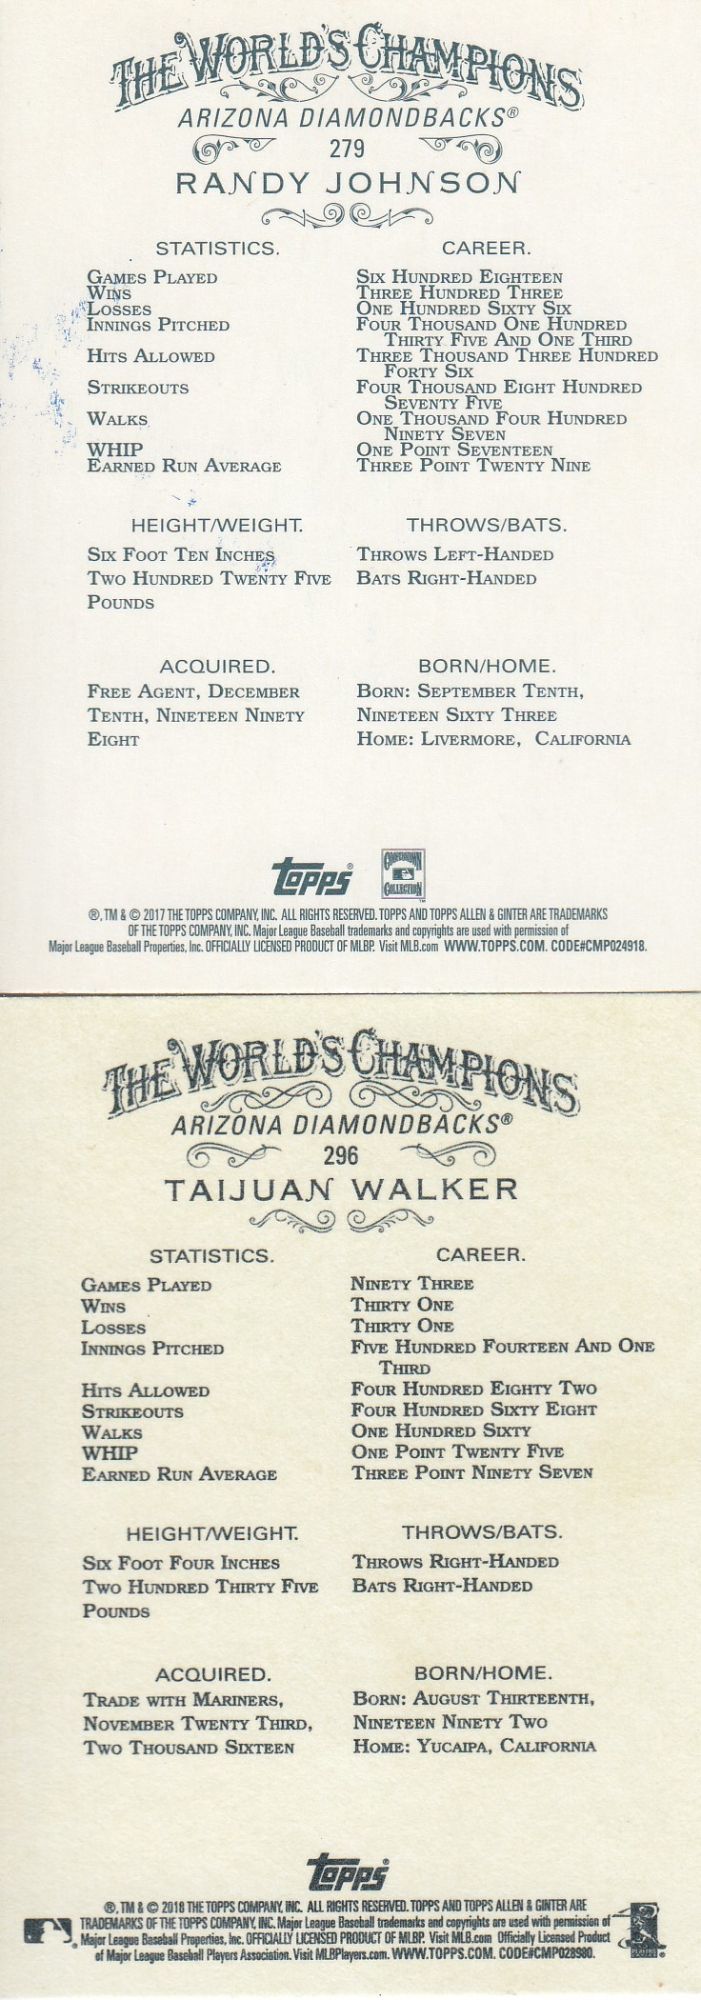 THE WORLD'S CHAMPIONS
ARIZONA DIAMONDBACKS®
279
RANDY JOHNSON
STATISTICS. CAREER.
GAMES PLAYED SIX HUNDRED EIGHTEEN
WINS THREE HUNDRED THREE
LOSSES ONE HUNDRED SIXTY SIX
INNINGS PITCHED FOUR THOUSAND ONE HUNDRED
THIRTY FIVE AND ONE THIRD
HITS ALLOWED THREE THOUSAND THREE HUNDRED
FORTY SIX
STRIKEOUTS FOUR THOUSAND EIGHT HUNDRED
SEVENTY FIVE
WALKS ONE THOUSAND FOUR HUNDRED
NINETY SEVEN
WHIP ONE POINT SEVENTEEN
EARNED RUN AVERAGE THREE POINT TWENTY NINE
HEIGHT/WEIGHT. THROWS/BATS.
SIX FOOT TEN INCHES THROWS LEFT-HANDED
TWO HUNDRED TWENTY FIVE BATS RIGHT-HANDED
POUNDS
ACQUIRED. BORN/HOME.
FREE AGENT, DECEMBER BORN: SEPTEMBER TENTH,
TENTH, NINETEEN NINETY NINETEEN SIXTY THREE
EIGHT HOME: LIVERMORE, CALIFORNIA
TOPPS® COOPERSTOWN COLLECTION™
®, TM & © 2017 THE TOPPS COMPANY, INC. ALL RIGHTS RESERVED. TOPPS AND TOPPS ALLEN & GINTER ARE TRADEMARKS
OF THE TOPPS COMPANY, INC. Major League Baseball trademarks and copyrights are used with permission of
Major League Baseball Properties, Inc. OFFICIALLY LICENSED PRODUCT OF MLBP. Visit MLB.com WWW.TOPPS.COM. CODE#CMP024918.
THE WORLD'S CHAMPIONS
ARIZONA DIAMONDBACKS®
296
TAIJUAN WALKER
STATISTICS. CAREER.
GAMES PLAYED NINETY THREE
WINS THIRTY ONE
LOSSES THIRTY ONE
INNINGS PITCHED FIVE HUNDRED FOURTEEN AND ONE
THIRD
HITS ALLOWED FOUR HUNDRED EIGHTY TWO
STRIKEOUTS FOUR HUNDRED SIXTY EIGHT
WALKS ONE HUNDRED SIXTY
WHIP ONE POINT TWENTY FIVE
EARNED RUN AVERAGE THREE POINT NINETY SEVEN
HEIGHT/WEIGHT. THROWS/BATS.
SIX FOOT FOUR INCHES THROWS RIGHT-HANDED
TWO HUNDRED THIRTY FIVE BATS RIGHT-HANDED
POUNDS
ACQUIRED. BORN/HOME.
TRADE WITH MARINERS, BORN: AUGUST THIRTEENTH,
NOVEMBER TWENTY THIRD, NINETEEN NINETY TWO
TWO THOUSAND SIXTEEN HOME: YUCAIPA, CALIFORNIA
TOPPS
®, TM & © 2018 THE TOPPS COMPANY, INC. ALL RIGHTS RESERVED. TOPPS AND TOPPS ALLEN & GINTER ARE
TRADEMARKS OF THE TOPPS COMPANY, INC. Major League Baseball trademarks and copyrights are used with permission of
Major League Baseball Properties, Inc. OFFICIALLY LICENSED PRODUCT OF MLBP. Visit MLB.com Officially Licensed Product
of Major League Baseball Players Association. Visit MLBPlayers.com. WWW.TOPPS.COM. CODE#CMP028980.